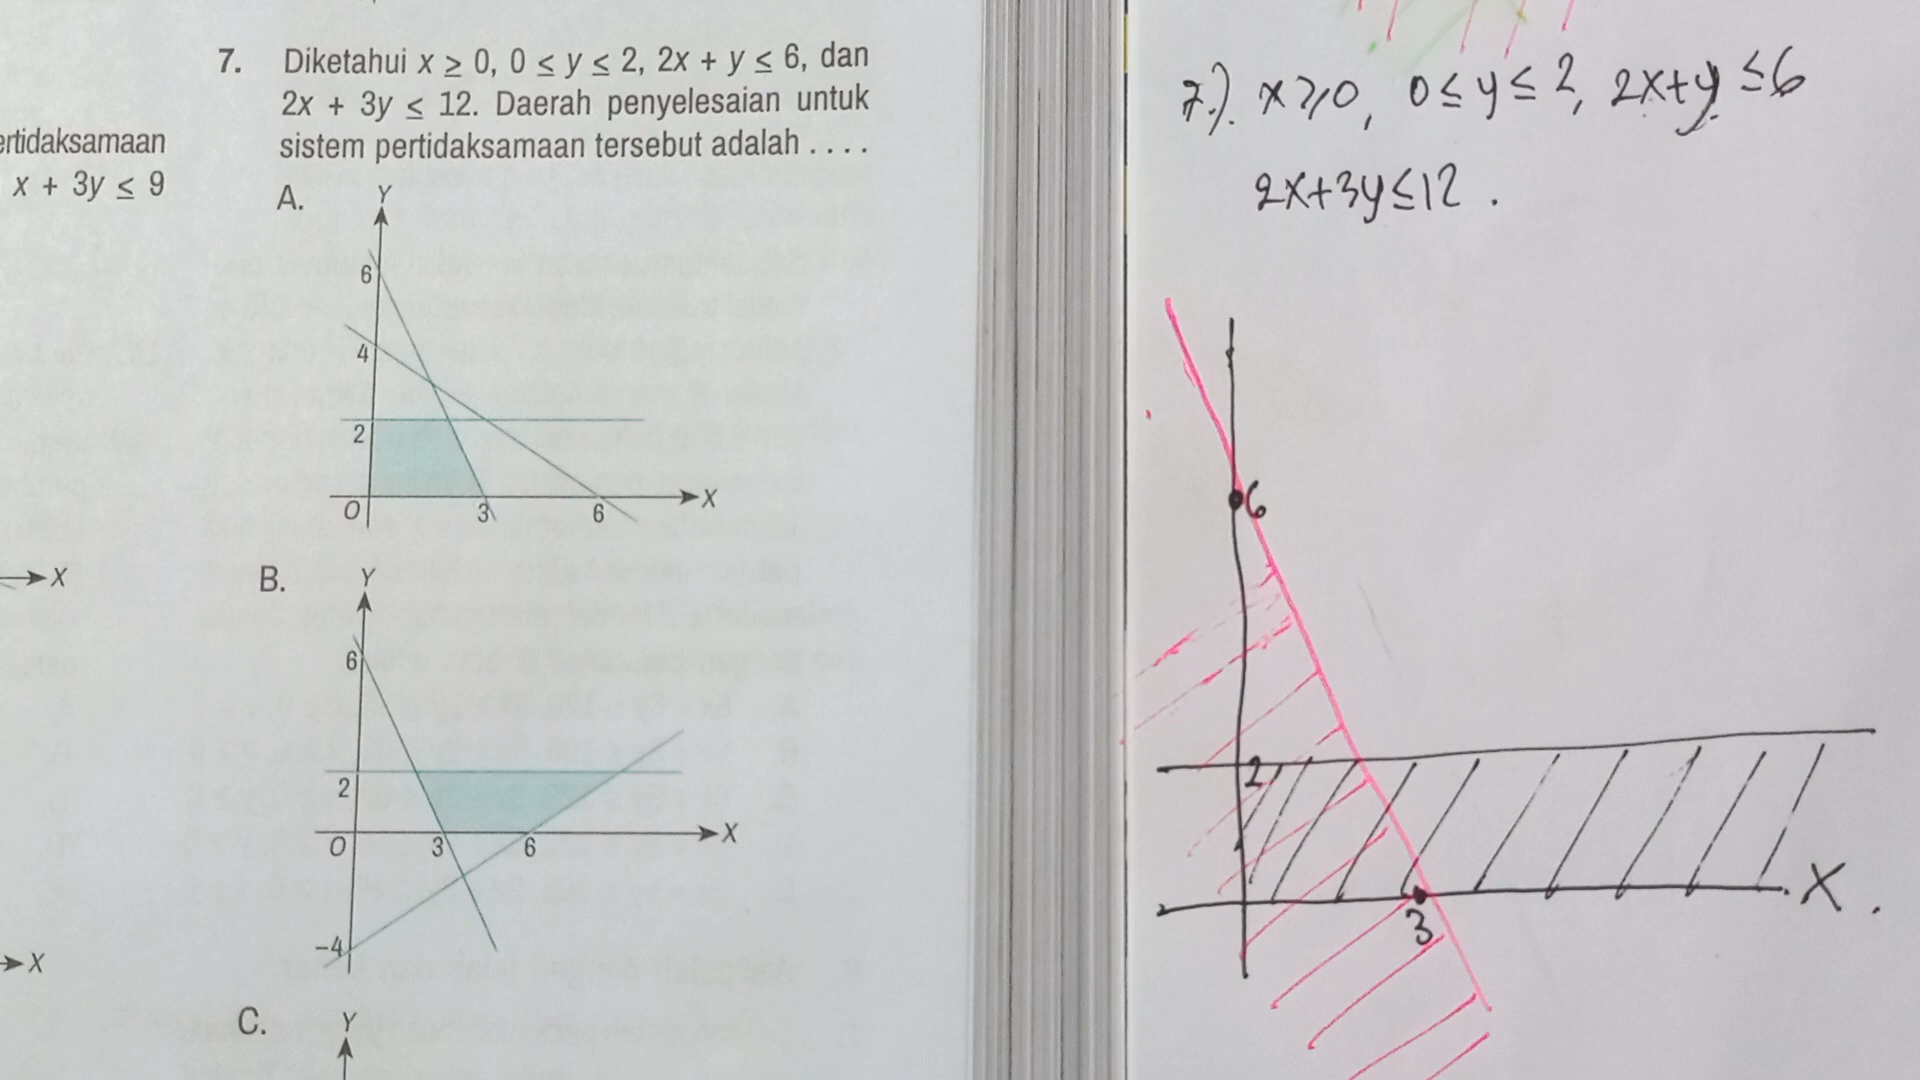 ertidaksamaan
x + 3y ≤ 9
X
X
7. Diketahui x ≥ 0, 0 ≤ y ≤ 2, 2x + y ≤ 6, dan
2x + 3y ≤ 12. Daerah penyelesaian untuk
sistem pertidaksamaan tersebut adalah . . . .
A.
Y
6
4
2
O
3
6
X
B.
Y
6
2
O
3
6
X
–4
C.
Y
7.). x ≥ 0, 0 ≤ y ≤ 2, 2x+y ≤ 6
2x+3y ≤ 12 .
6
2
3
X